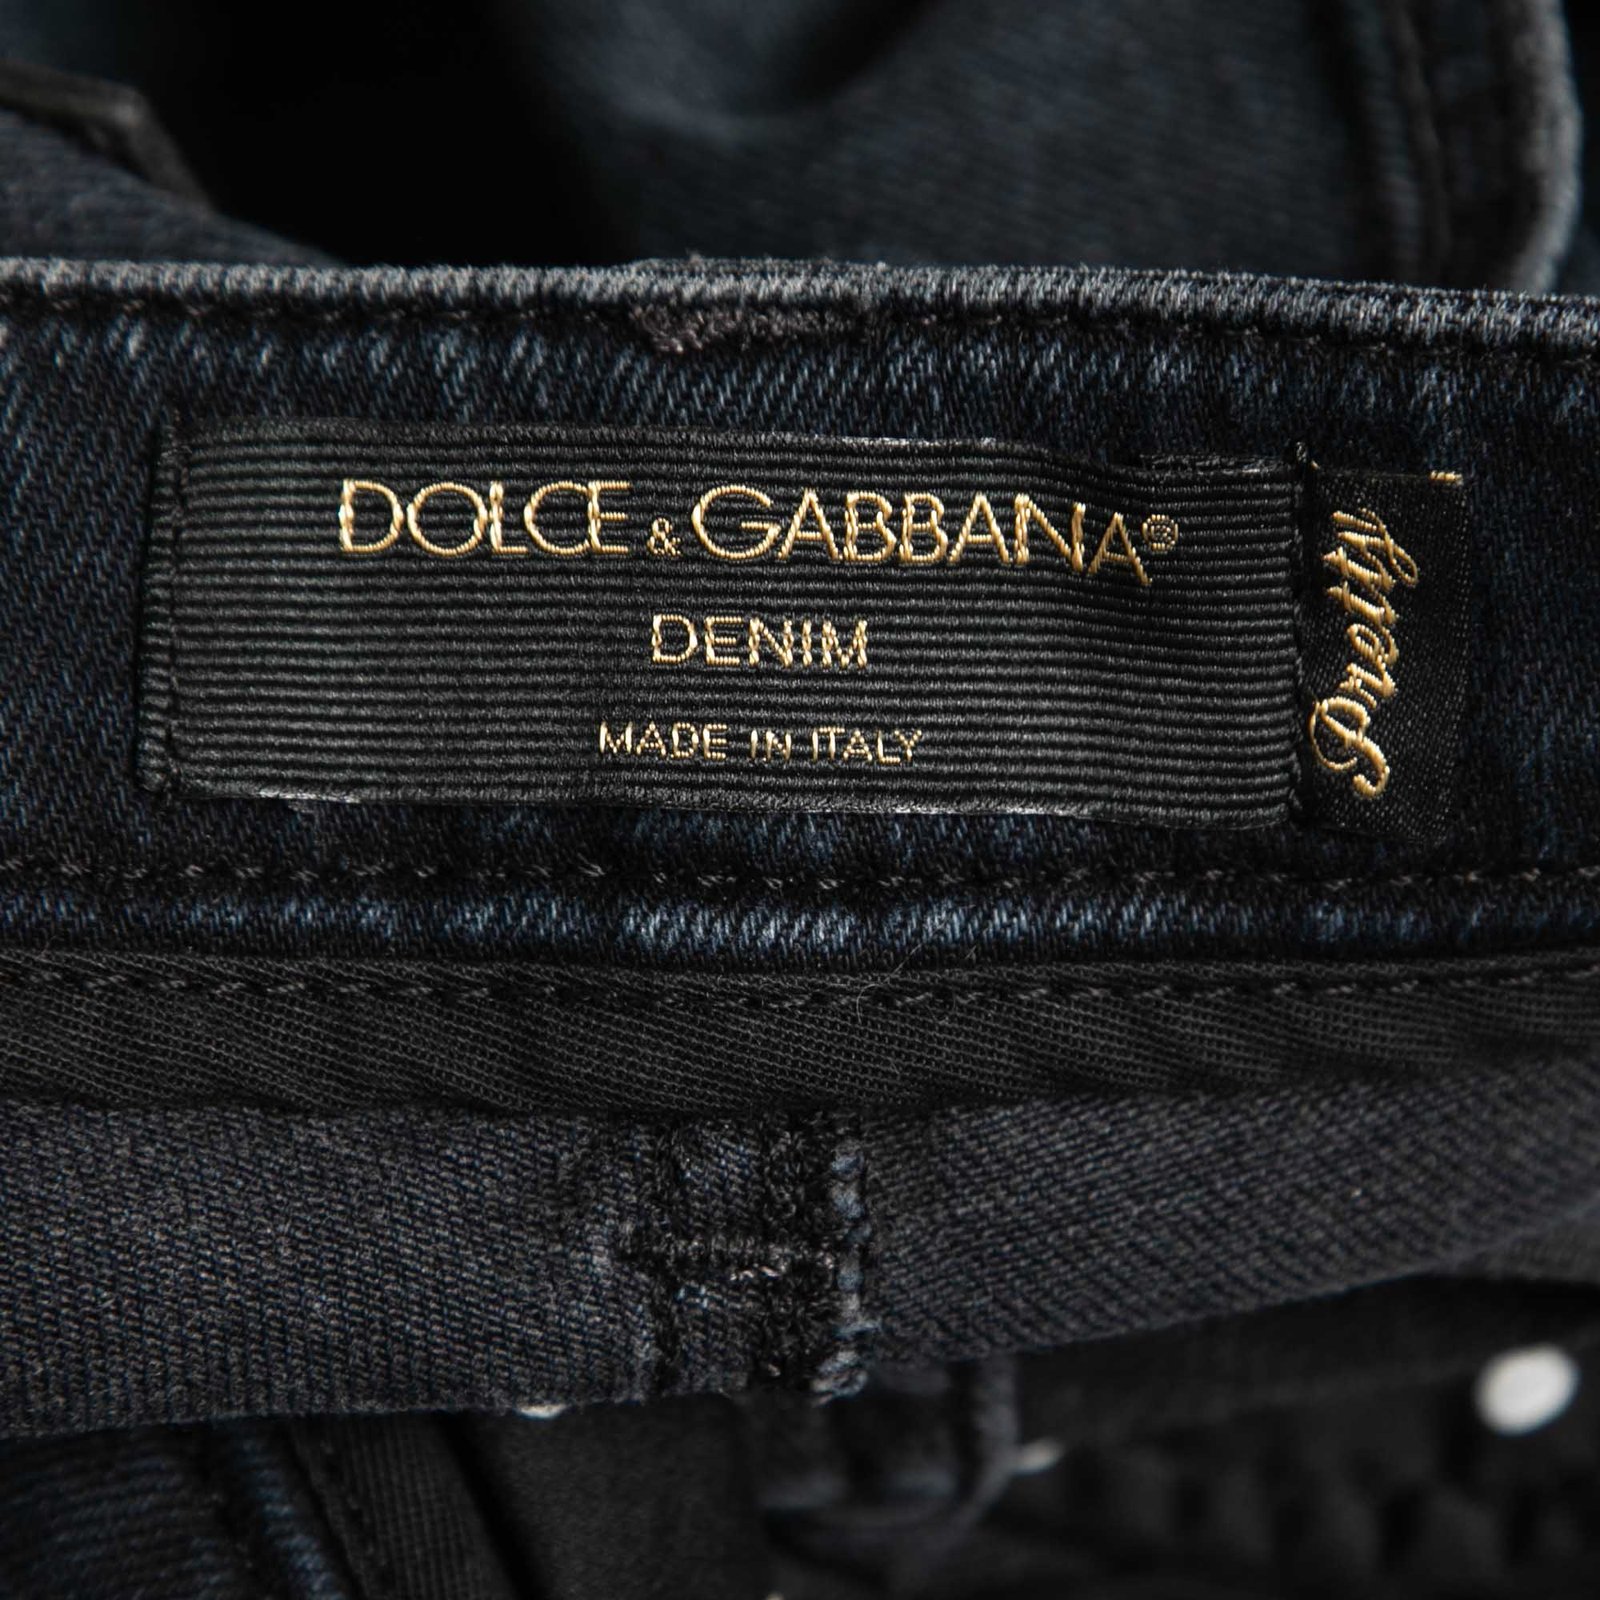 DOLCE & GABBANA®
DENIM
MADE IN ITALY
Pretty